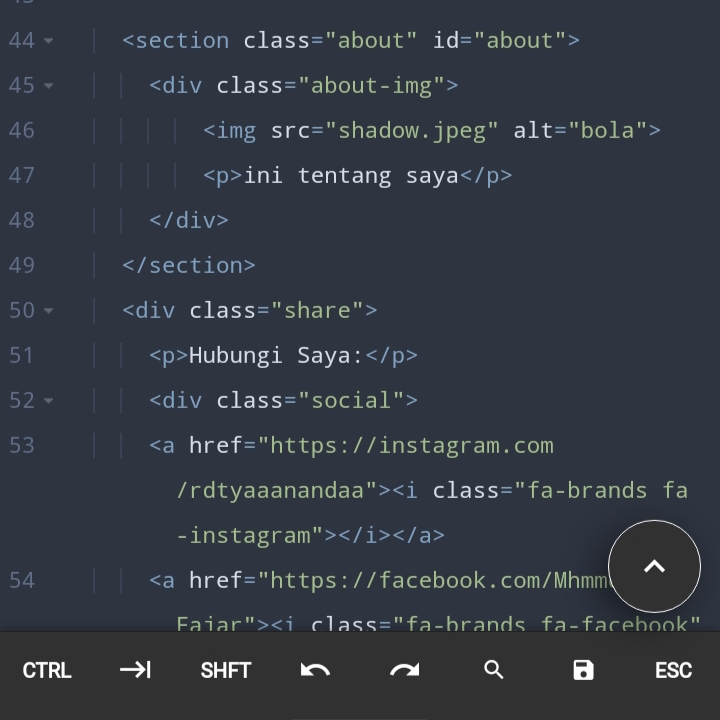 44 <section class="about" id="about">
45 <div class="about-img">
46 <img src="shadow.jpeg" alt="bola">
47 <p>ini tentang saya</p>
48 </div>
49 </section>
50 <div class="share">
51 <p>Hubungi Saya:</p>
52 <div class="social">
53 <a href="https://instagram.com
/rdtyaaanandaa"><i class="fa-brands fa
-instagram"></i></a>
54 <a href="https://facebook.com/
Fajar"><i class="fa-brands fa-facebook"
CTRL SHFT ESC